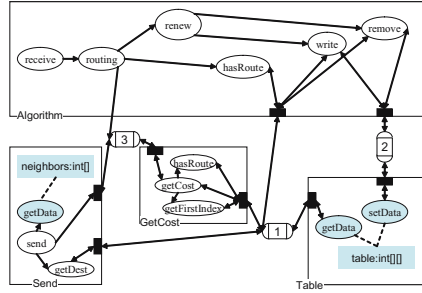 renew
remove
write
receive
routing
hasRoute
Algorithm
3
2
neighbors:int[]
hasRoute
getData
getCost
setData
getFirstIndex
getData
send
GetCost
1
getDest
table:int[][]
Send
Table